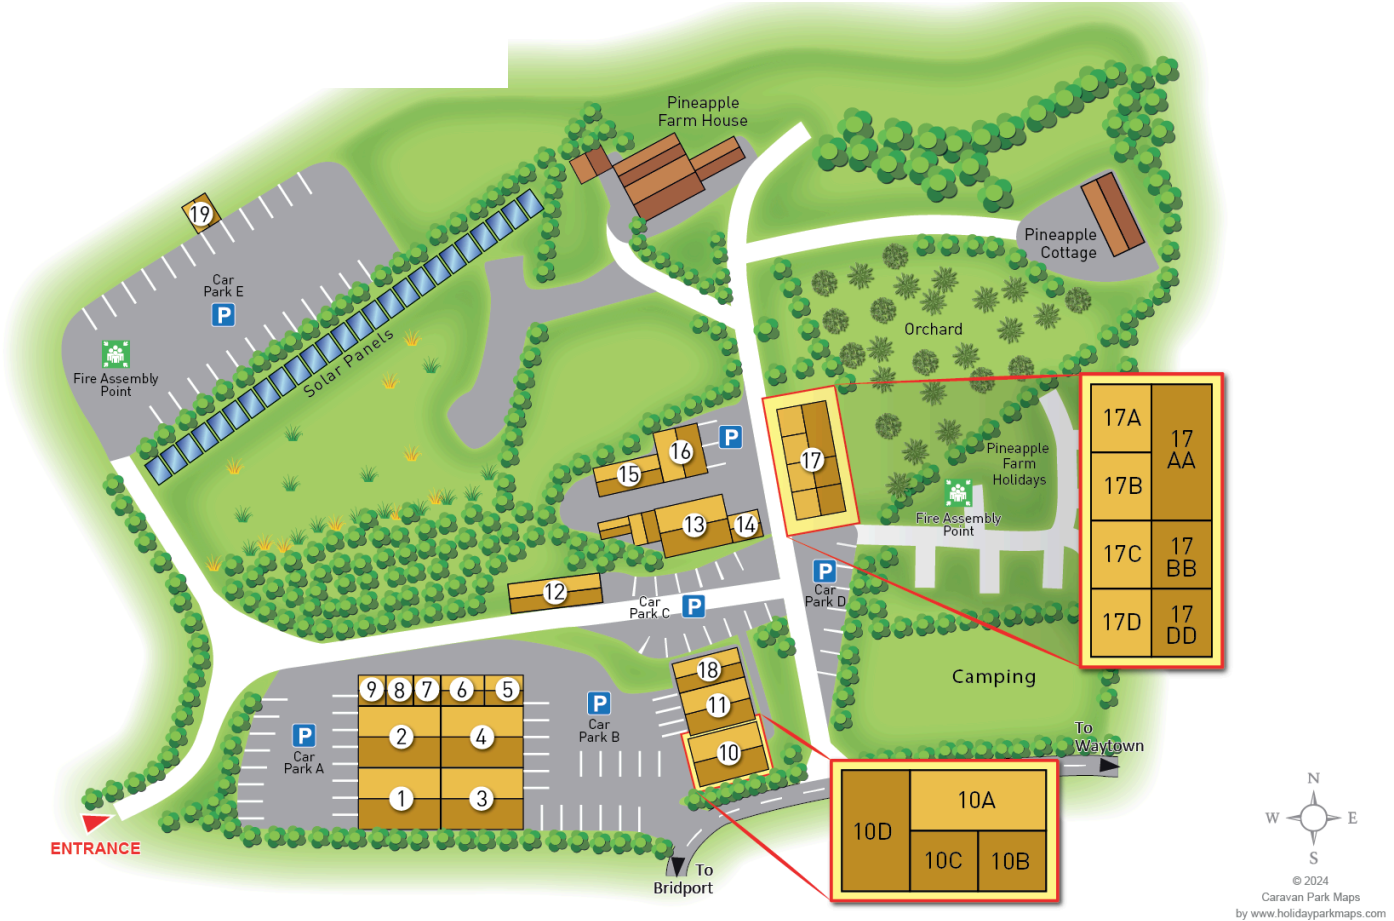 Pineapple
Farm House
19
Car
Park E
P
Pineapple
Cottage
Fire Assembly
Point
Solar Panels
Orchard
17
17A
17
AA
17B
17C
17
BB
17D
17
DD
P
16
15
Pineapple
Farm
Holidays
Fire Assembly
Point
13
14
12
P
Car
Park D
Car
Park C
P
Camping
18
11
10
9
8
7
6
5
2
4
1
3
P
Car
Park A
P
Car
Park B
To
Waytown
10D
10A
10C
10B
ENTRANCE
To
Bridport
N
W
E
S
© 2024
Caravan Park Maps
by www.holidayparkmaps.com